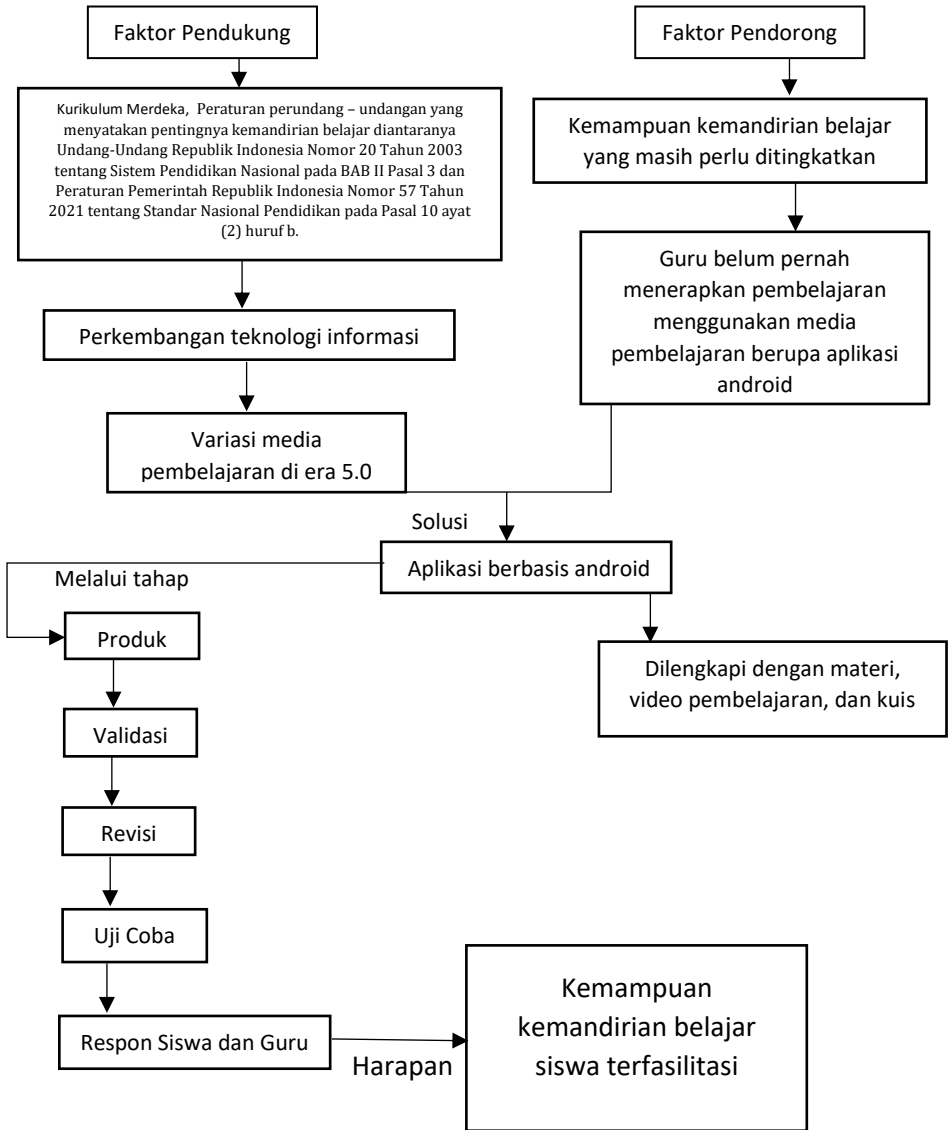 Faktor Pendukung
Faktor Pendorong
Kurikulum Merdeka, Peraturan perundang – undangan yang
menyatakan pentingnya kemandirian belajar diantaranya
Undang-Undang Republik Indonesia Nomor 20 Tahun 2003
tentang Sistem Pendidikan Nasional pada BAB II Pasal 3 dan
Peraturan Pemerintah Republik Indonesia Nomor 57 Tahun
2021 tentang Standar Nasional Pendidikan pada Pasal 10 ayat
(2) huruf b.
Kemampuan kemandirian belajar
yang masih perlu ditingkatkan
Guru belum pernah
menerapkan pembelajaran
menggunakan media
pembelajaran berupa aplikasi
android
Perkembangan teknologi informasi
Variasi media
pembelajaran di era 5.0
Solusi
Aplikasi berbasis android
Melalui tahap
Produk
Dilengkapi dengan materi,
video pembelajaran, dan kuis
Validasi
Revisi
Uji Coba
Respon Siswa dan Guru
Harapan
Kemampuan
kemandirian belajar
siswa terfasilitasi